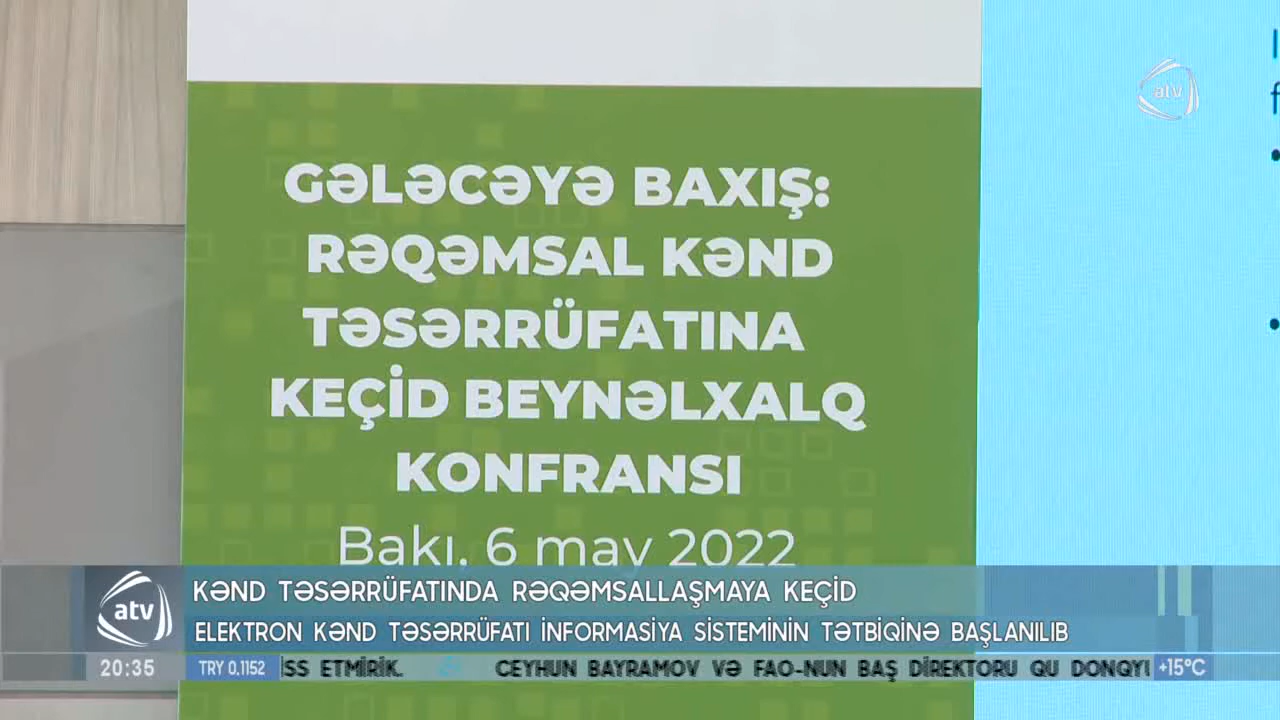 atv
GƏLƏCƏYƏ BAXIŞ:
RƏQƏMSAL KƏND
TƏSƏRRÜFATINA
KEÇİD BEYNƏLXALQ
KONFRANSI
Bakı, 6 may 2022
atv
KƏND TƏSƏRRÜFATINDA RƏQƏMSALLAŞMAYA KEÇİD
ELEKTRON KƏND TƏSƏRRÜFATI İNFORMASİYA SİSTEMİNİN TƏTBİQİNƏ BAŞLANILIB
20:35 TRY 0.1152 İSS ETMİRİK. CEYHUN BAYRAMOV VƏ FAO-NUN BAŞ DİREKTORU QU DONQYI +15°C